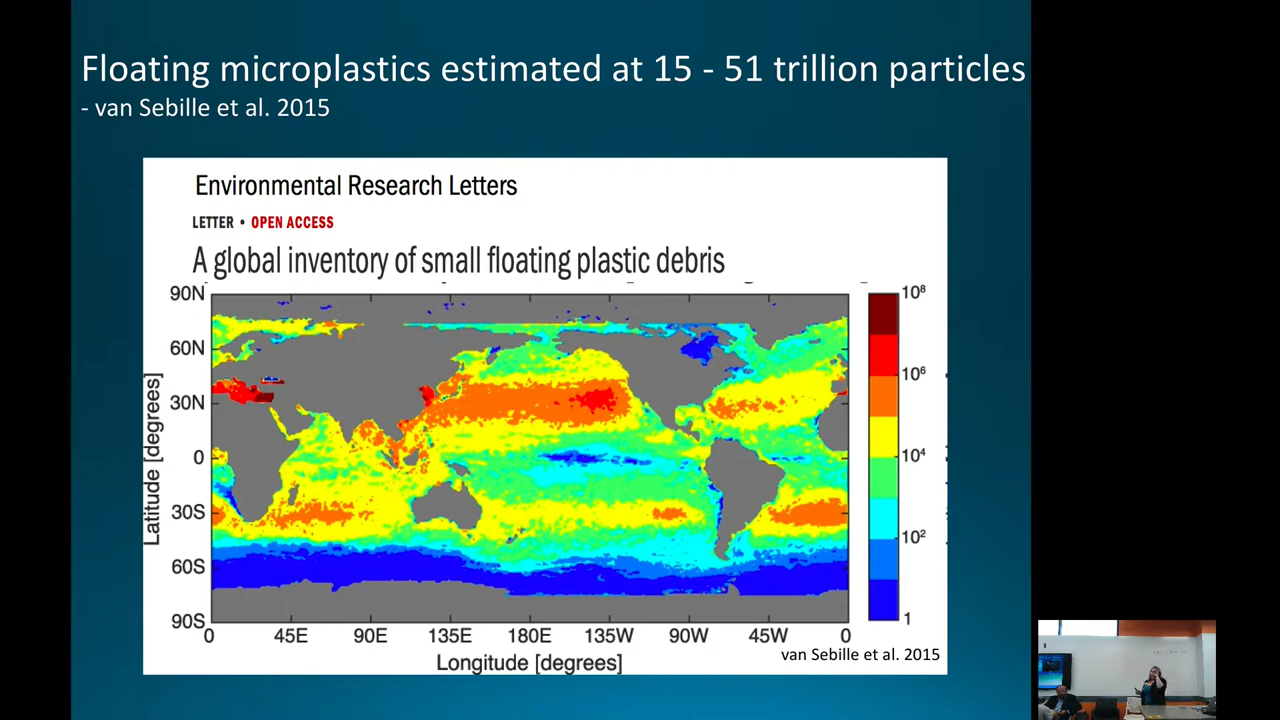 Floating microplastics estimated at 15 - 51 trillion particles
- van Sebille et al. 2015
Environmental Research Letters
LETTER • OPEN ACCESS
A global inventory of small floating plastic debris
90N
60N
30N
0
30S
60S
90S
Latitude [degrees]
0 45E 90E 135E 180E 135W 90W 45W 0
Longitude [degrees]
10⁸
10⁶
10⁴
10²
1
van Sebille et al. 2015